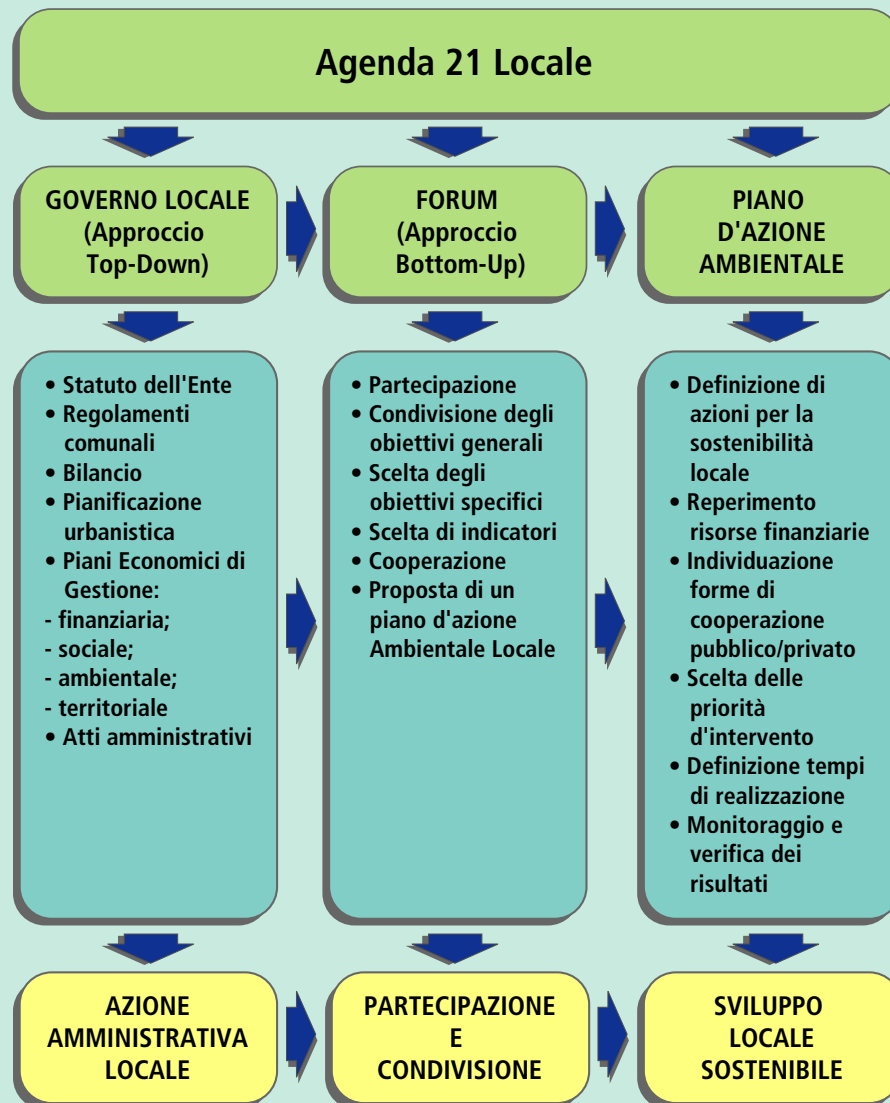 Agenda 21 Locale
GOVERNO LOCALE
(Approccio
Top-Down)
FORUM
(Approccio
Bottom-Up)
PIANO
D'AZIONE
AMBIENTALE
• Statuto dell'Ente
• Regolamenti
comunali
• Bilancio
• Pianificazione
urbanistica
• Piani Economici di
Gestione:
- finanziaria;
- sociale;
- ambientale;
- territoriale
• Atti amministrativi
• Partecipazione
• Condivisione degli
obiettivi generali
• Scelta degli
obiettivi specifici
• Scelta di indicatori
• Cooperazione
• Proposta di un
piano d'azione
Ambientale Locale
• Definizione di
azioni per la
sostenibilità
locale
• Reperimento
risorse finanziarie
• Individuazione
forme di
cooperazione
pubblico/privato
• Scelta delle
priorità
d'intervento
• Definizione tempi
di realizzazione
• Monitoraggio e
verifica dei
risultati
AZIONE
AMMINISTRATIVA
LOCALE
PARTECIPAZIONE
E
CONDIVISIONE
SVILUPPO
LOCALE
SOSTENIBILE